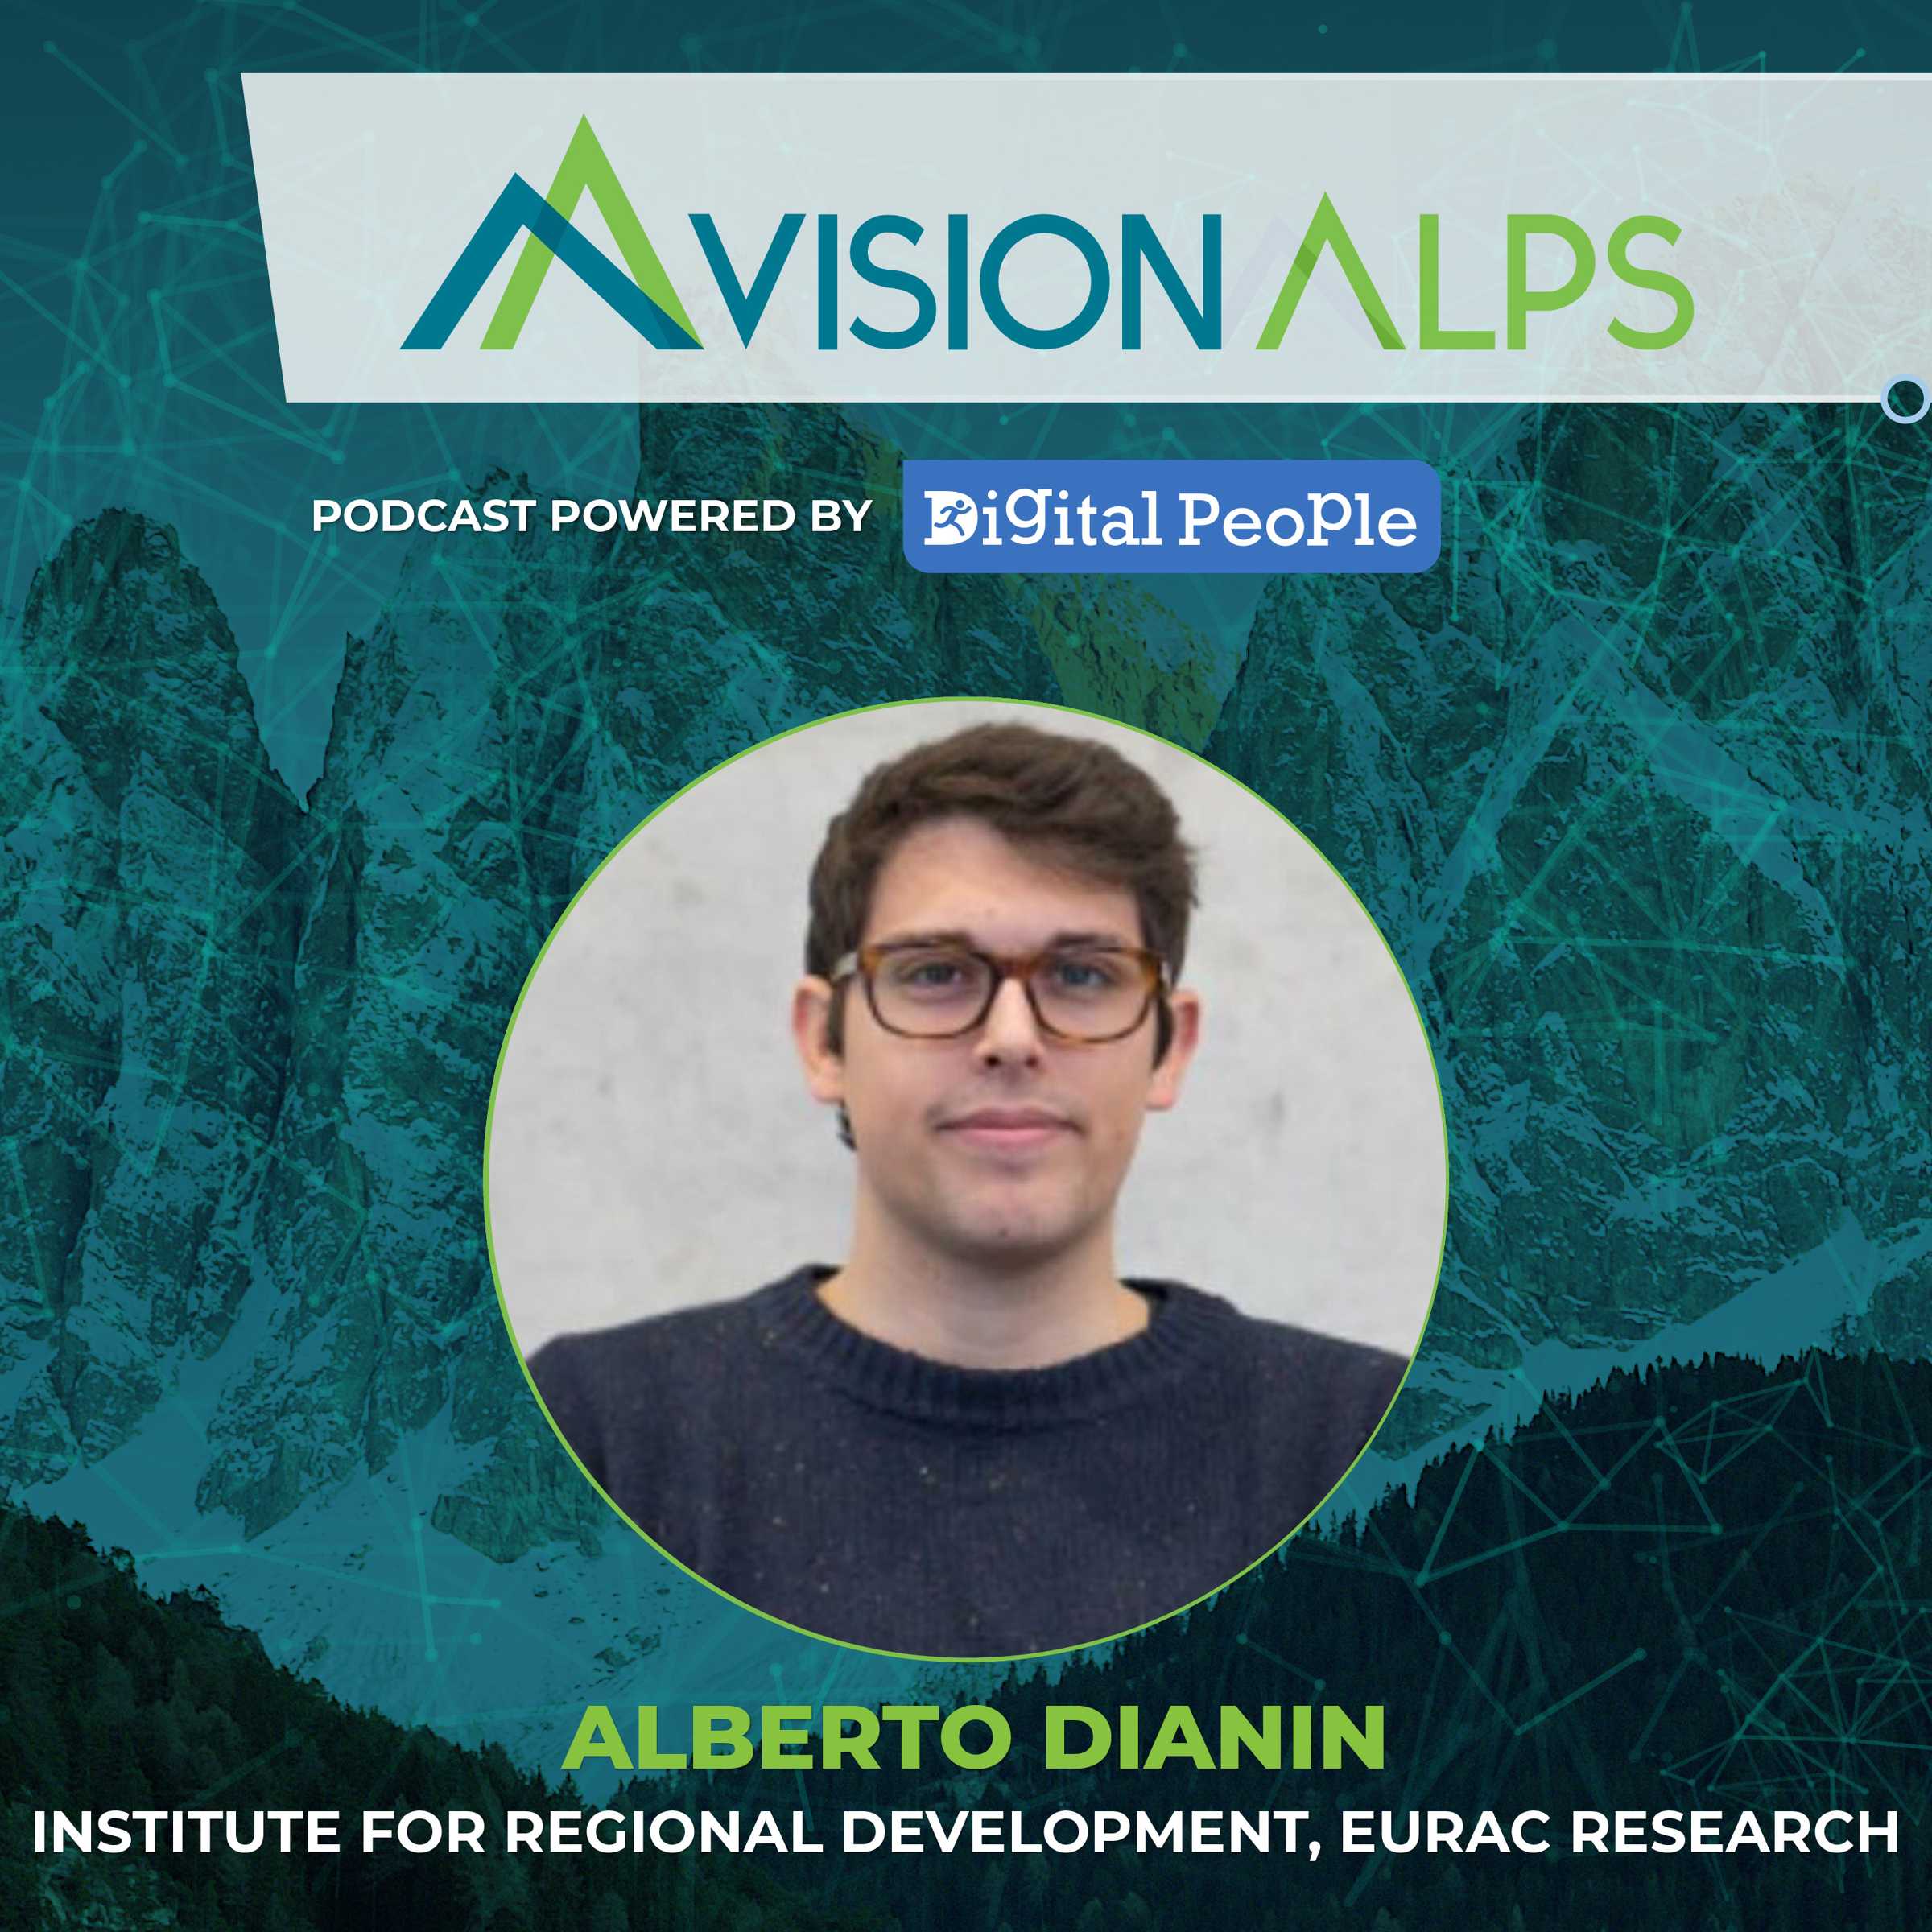 VISION ALPS
PODCAST POWERED BY Digital People
ALBERTO DIANIN
INSTITUTE FOR REGIONAL DEVELOPMENT, EURAC RESEARCH